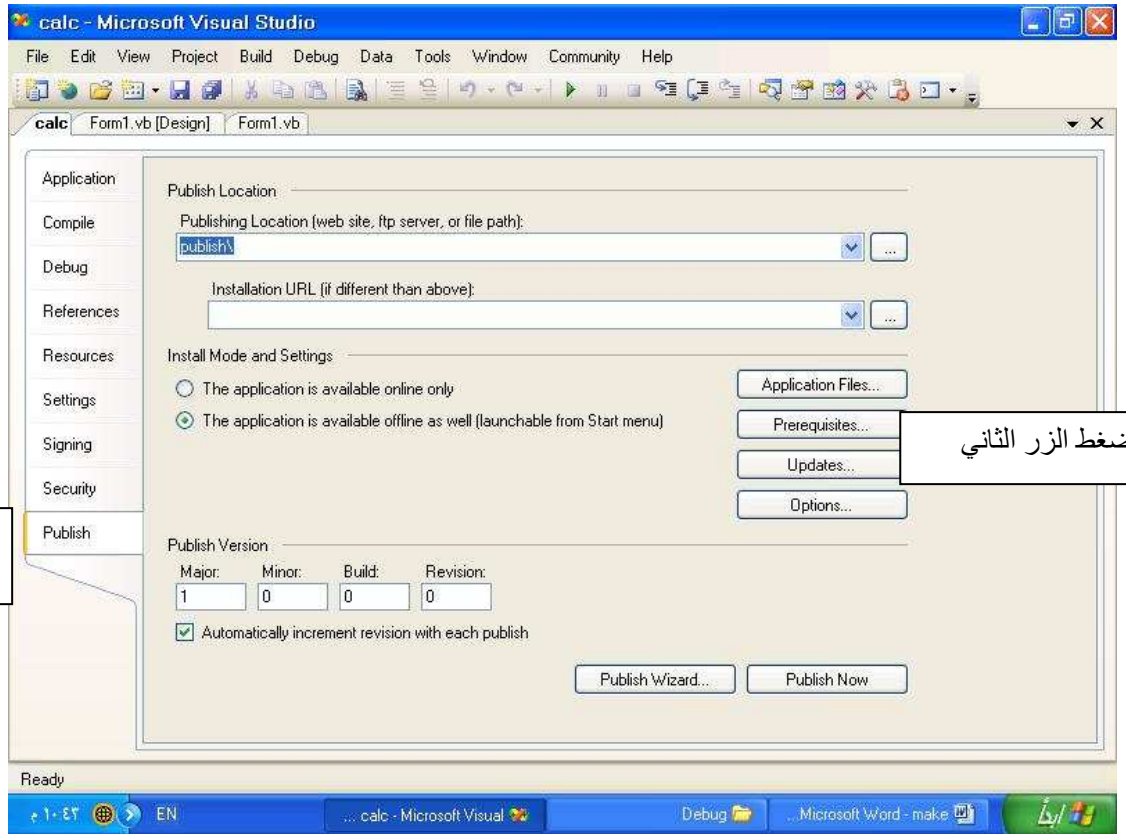 calc - Microsoft Visual Studio
File Edit View Project Build Debug Data Tools Window Community Help
calc Form1.vb [Design] Form1.vb
Application
Compile
Debug
References
Resources
Settings
Signing
Security
Publish
Publish Location
Publishing Location (web site, ftp server, or file path):
publish\
...
Installation URL (if different than above):
...
Install Mode and Settings
The application is available online only
The application is available offline as well (launchable from Start menu)
Application Files...
Prerequisites...
Updates...
Options...
ضغط الزر الثاني
Publish Version
Major: Minor: Build: Revision:
1 0 0 0
Automatically increment revision with each publish
Publish Wizard... Publish Now
Ready
١٠:٤٣ م EN ... calc - Microsoft Visual Debug ...Microsoft Word - make ابدأ